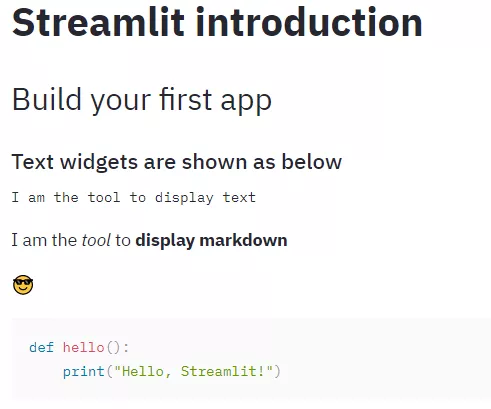 Streamlit introduction
Build your first app
Text widgets are shown as below
I am the tool to display text
I am the tool to display markdown
😎
def hello():
    print("Hello, Streamlit!")